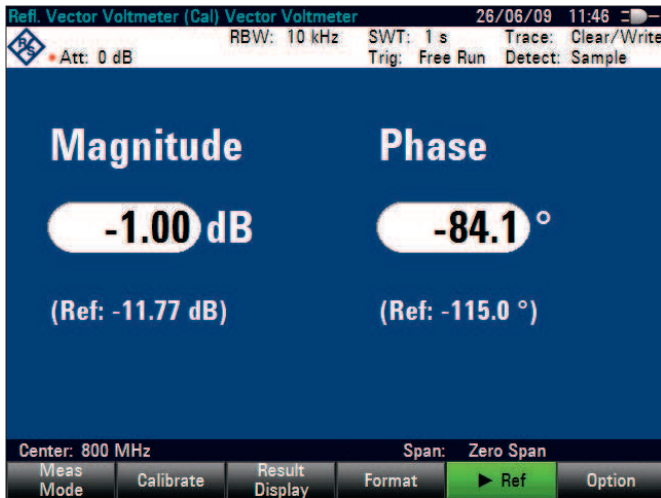 Refl. Vector Voltmeter (Cal) Vector Voltmeter 26/06/09 11:46
RBW: 10 kHz SWT: 1 s Trace: Clear/Write
Att: 0 dB Trig: Free Run Detect: Sample
Magnitude Phase
-1.00 dB -84.1 °
(Ref: -11.77 dB) (Ref: -115.0 °)
Center: 800 MHz Span: Zero Span
Meas Mode Calibrate Result Display Format ► Ref Option